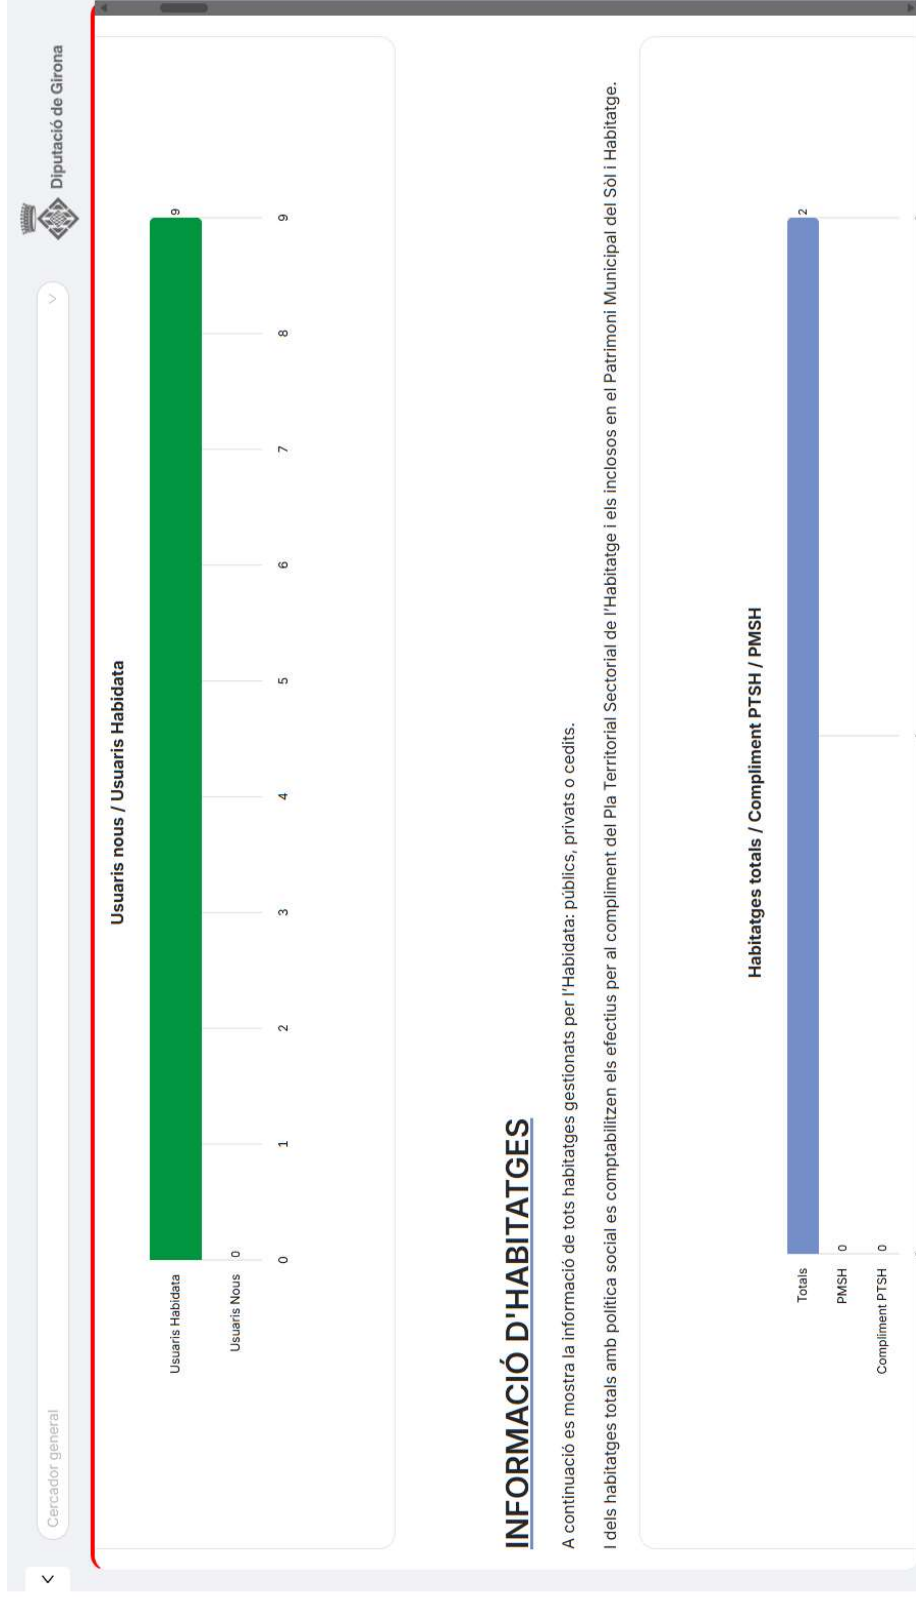 Cercador general
Diputació de Girona
Usuaris nous / Usuaris Habidata
Usuaris Habidata
9
Usuaris Nous
0
0 1 2 3 4 5 6 7 8 9
INFORMACIÓ D'HABITATGES
A continuació es mostra la informació de tots habitatges gestionats per l'Habidata: públics, privats o cedits.
I dels habitatges totals amb política social es comptabilitzen els efectius per al compliment del Pla Territorial Sectorial de l'Habitatge i els inclosos en el Patrimoni Municipal del Sòl i Habitatge.
Habitatges totals / Compliment PTSH / PMSH
Totals
2
PMSH
0
Compliment PTSH
0